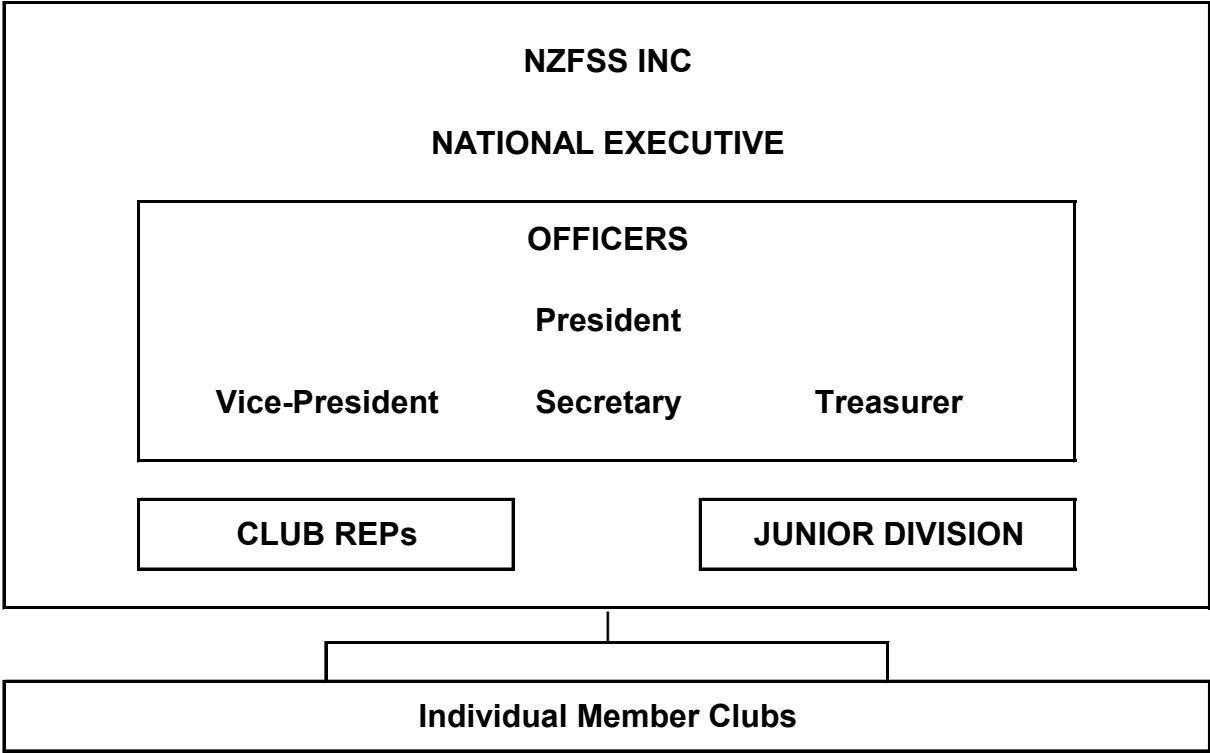 NZFSS INC
NATIONAL EXECUTIVE
OFFICERS
President
Vice-President Secretary Treasurer
CLUB REPs JUNIOR DIVISION
Individual Member Clubs